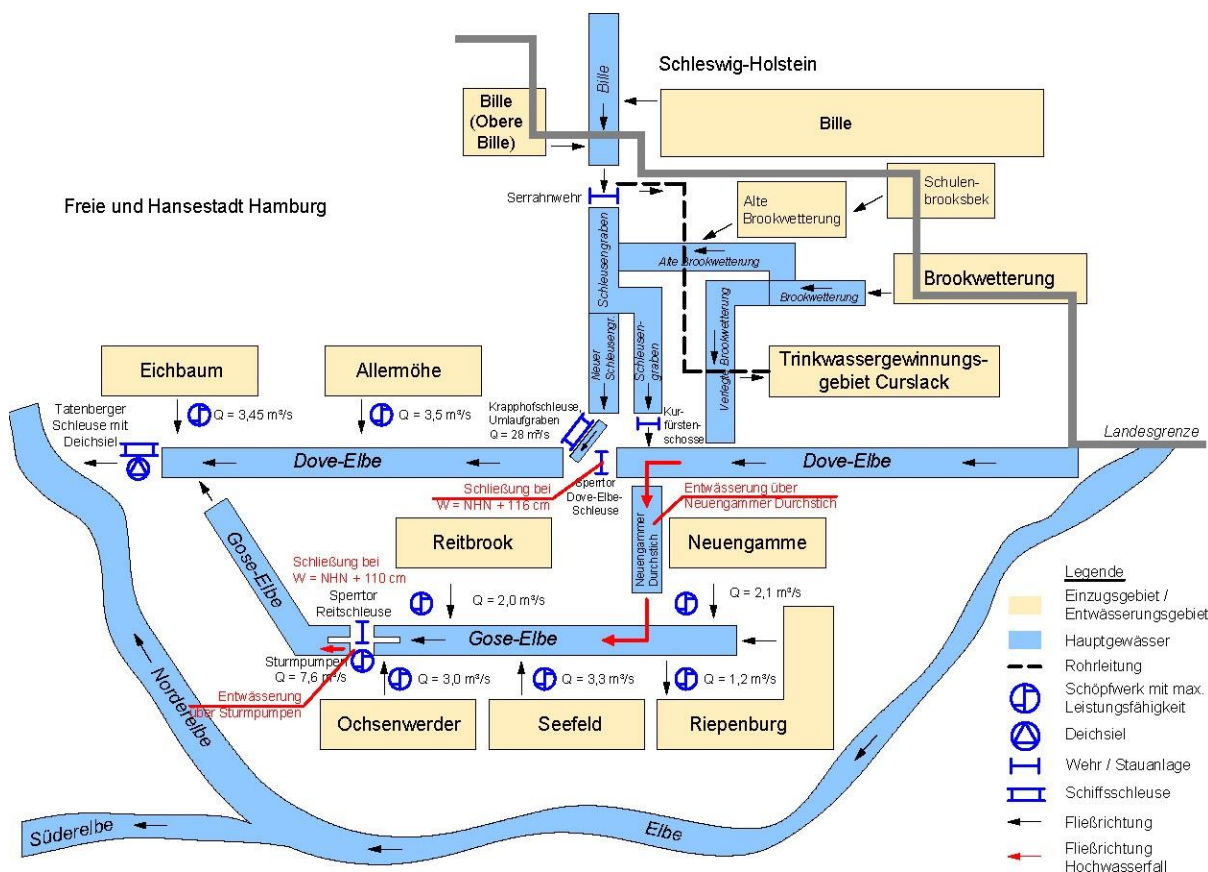 Schleswig-Holstein
Bille
Bille
(Obere
Bille)
Bille
Freie und Hansestadt Hamburg
Serrahnwehr
Alte
Brookwetterung
Schulen-
brooksbek
Schleusengraben
Alte Brookwetterung
Brookwetterung
Brookwetterung
Neuer
Schleusengr.
Schleusen-
graben
Verlegte Brookwetterung
Trinkwassergewinnungs-
gebiet Curslack
Eichbaum
Allermöhe
Tatenberger
Schleuse mit
Deichsiel
Q = 3,45 m³/s
Q = 3,5 m³/s
Krapphofschleuse,
Umlaufgraben
Q = 28 m³/s
Kur-
fürsten-
schosse
Landesgrenze
Dove-Elbe
Dove-Elbe
Schließung bei
W = NHN + 116 cm
Sperrtor
Dove-Elbe-
Schleuse
Entwässerung über
Neuengammer Durchstich
Neuengammer
Durchstich
Gose-Elbe
Reitbrook
Neuengamme
Schließung bei
W = NHN + 110 cm
Sperrtor
Reitschleuse
Q = 2,0 m³/s
Q = 2,1 m³/s
Gose-Elbe
Sturmpumpen
Q = 7,6 m³/s
Q = 3,0 m³/s
Q = 3,3 m³/s
Q = 1,2 m³/s
Entwässerung
über Sturmpumpen
Ochsenwerder
Seefeld
Riepenburg
Norderelbe
Süderelbe
Elbe
Legende
Einzugsgebiet /
Entwässerungsgebiet
Hauptgewässer
Rohrleitung
Schöpfwerk mit max.
Leistungsfähigkeit
Deichsiel
Wehr / Stauanlage
Schiffsschleuse
Fließrichtung
Fließrichtung
Hochwasserfall